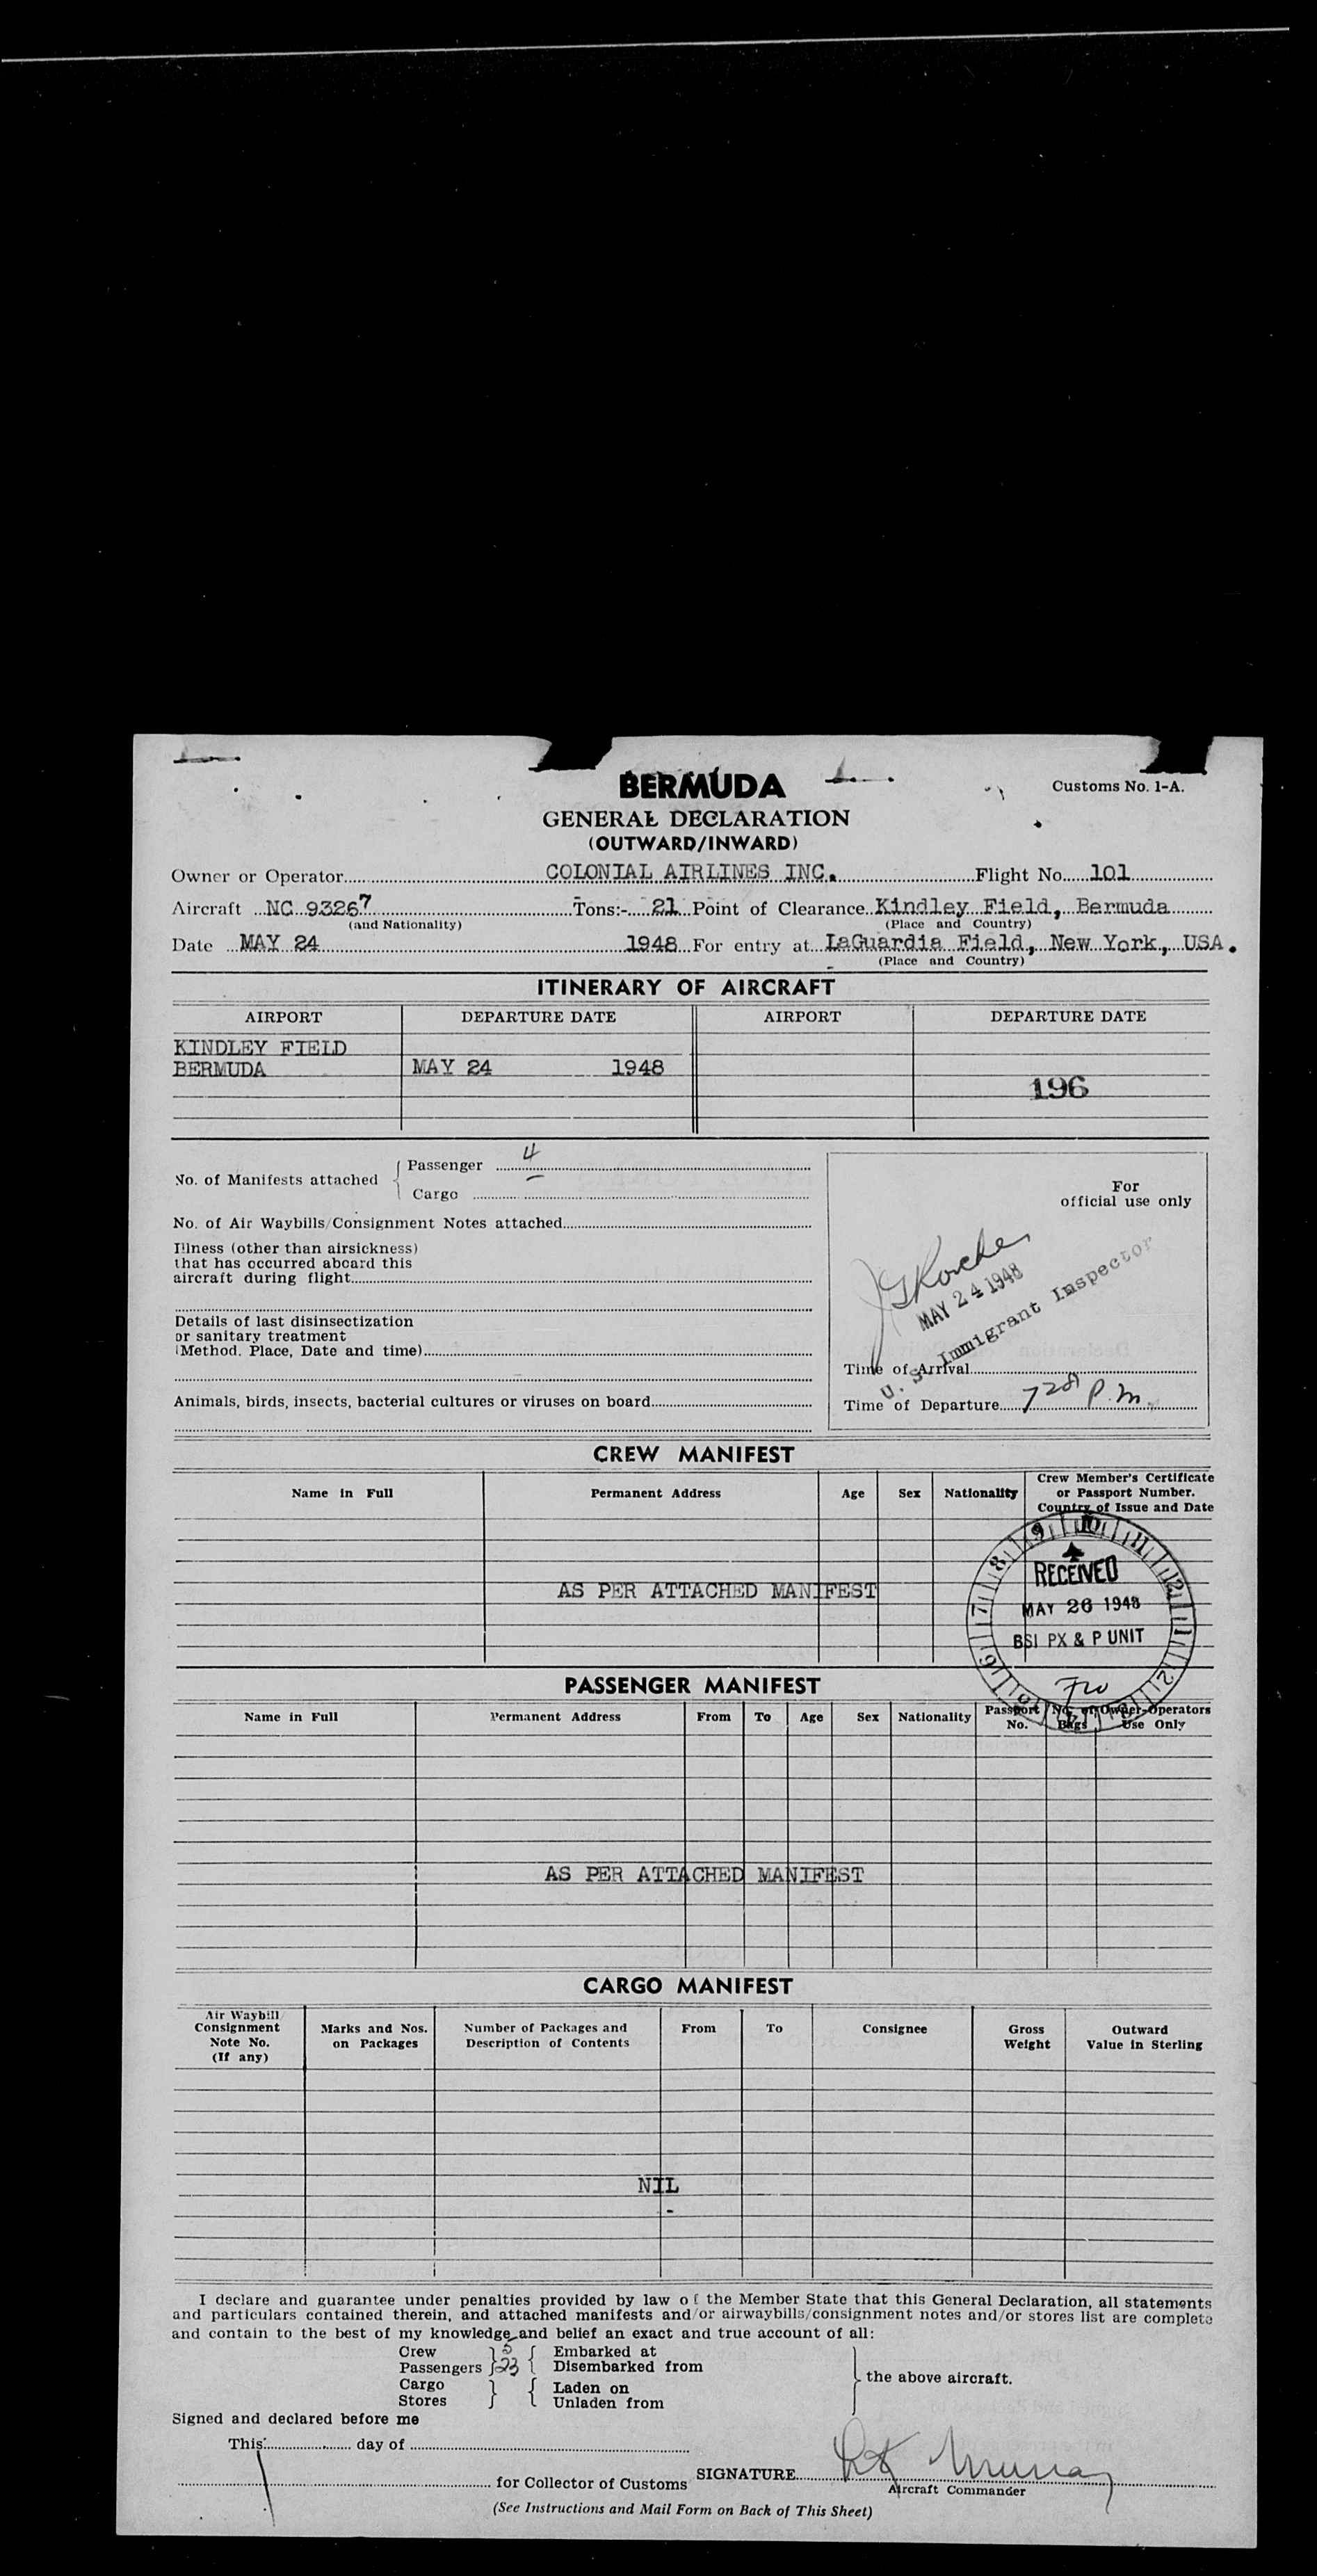 BERMUDA
Customs No. 1-A.
GENERAL DECLARATION
(OUTWARD/INWARD)
Owner or Operator COLONIAL AIRLINES INC. Flight No. 101
Aircraft NC 93267 Tons:- 21 Point of Clearance Kindley Field, Bermuda
(and Nationality) (Place and Country)
Date MAY 24 1948 For entry at LaGuardia Field, New York, USA.
(Place and Country)
ITINERARY OF AIRCRAFT
AIRPORT DEPARTURE DATE AIRPORT DEPARTURE DATE
KINDLEY FIELD
BERMUDA MAY 24 1948
196
No. of Manifests attached { Passenger 4
Cargo
No. of Air Waybills/Consignment Notes attached
Illness (other than airsickness)
that has occurred aboard this
aircraft during flight
Details of last disinsectization
or sanitary treatment
(Method. Place, Date and time)
Animals, birds, insects, bacterial cultures or viruses on board
For
official use only
MAY 24 1948
U. S. Immigrant Inspector
Time of Arrival
Time of Departure P.M.
CREW MANIFEST
Name in Full Permanent Address Age Sex Nationality Crew Member's Certificate
or Passport Number.
Country of Issue and Date
AS PER ATTACHED MANIFEST
9 10 11 12 1 2 6 7 8
RECEIVED
MAY 26 1948
BSI PX & P UNIT
PASSENGER MANIFEST
Name in Full Permanent Address From To Age Sex Nationality Passport No. No. of Bags Owner-Operators Use Only
AS PER ATTACHED MANIFEST
CARGO MANIFEST
Air Waybill
Consignment
Note No.
(If any)
Marks and Nos.
on Packages
Number of Packages and
Description of Contents
From To Consignee
Gross
Weight
Outward
Value in Sterling
NIL
-
I declare and guarantee under penalties provided by law of the Member State that this General Declaration, all statements
and particulars contained therein, and attached manifests and/or airwaybills/consignment notes and/or stores list are complete
and contain to the best of my knowledge and belief an exact and true account of all:
Crew } { Embarked at
Passengers } 23 { Disembarked from
Cargo } { Laden on
Stores } { Unladen from
} the above aircraft.
Signed and declared before me
This day of
for Collector of Customs
SIGNATURE Murray
Aircraft Commander
(See Instructions and Mail Form on Back of This Sheet)